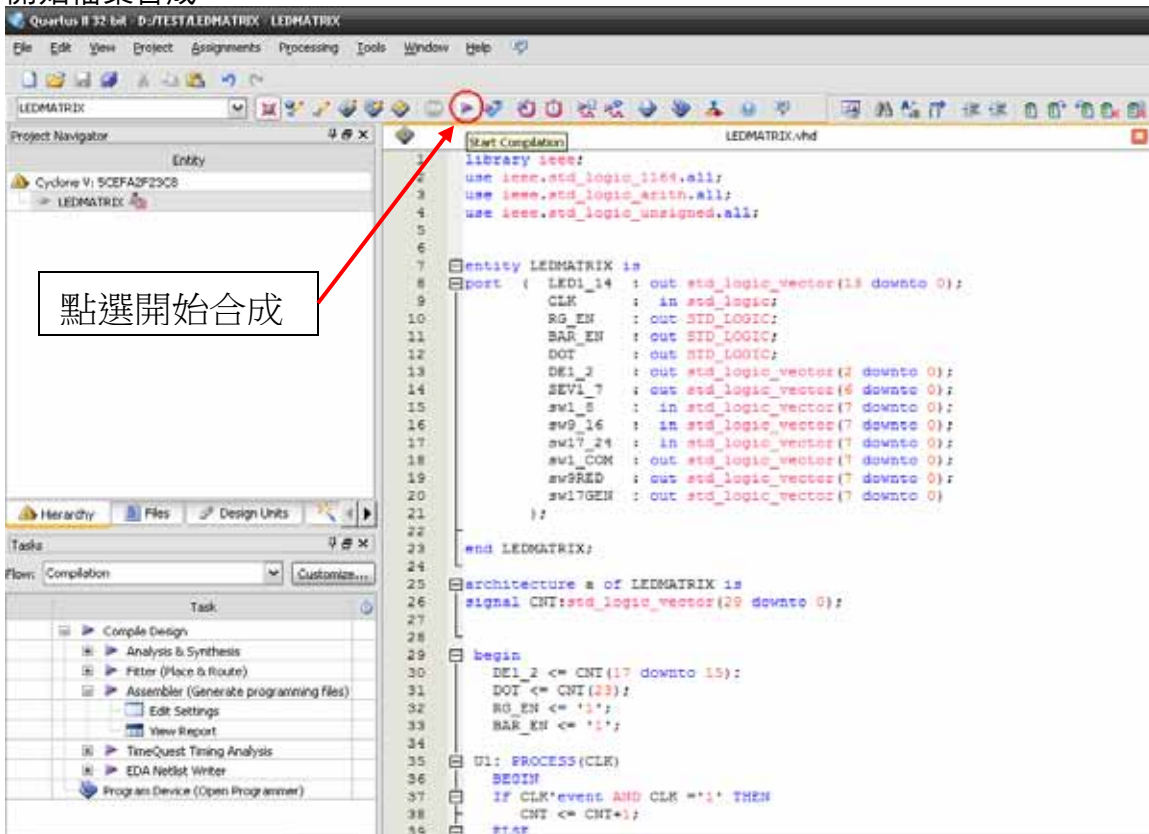 Quartus II 32-bit - D:/TEST/LEDMATRIX - LEDMATRIX
File Edit View Project Assignments Processing Tools Window Help
LEDMATRIX
Project Navigator
Entity
Cyclone V: 5CEFA2F23C8
LEDMATRIX
點選開始合成
Hierarchy Files Design Units
Tasks
Flow: Compilation Customize...
Task
Compile Design
Analysis & Synthesis
Fitter (Place & Route)
Assembler (Generate programming files)
Edit Settings
View Report
TimeQuest Timing Analysis
EDA Netlist Writer
Program Device (Open Programmer)
LEDMATRIX.vhd
Start Compilation
1 library ieee;
2 use ieee.std_logic_1164.all;
3 use ieee.std_logic_arith.all;
4 use ieee.std_logic_unsigned.all;
5
6
7 entity LEDMATRIX is
8 port ( LED1_14 : out std_logic_vector(13 downto 0);
9 CLK : in std_logic;
10 RG_EN : out STD_LOGIC;
11 BAR_EN : out STD_LOGIC;
12 DOT : out STD_LOGIC;
13 DE1_2 : out std_logic_vector(2 downto 0);
14 SEV1_7 : out std_logic_vector(6 downto 0);
15 sw1_8 : in std_logic_vector(7 downto 0);
16 sw9_16 : in std_logic_vector(7 downto 0);
17 sw17_24 : in std_logic_vector(7 downto 0);
18 sw1_COM : out std_logic_vector(7 downto 0);
19 sw9RED : out std_logic_vector(7 downto 0);
20 sw17GEN : out std_logic_vector(7 downto 0)
21 );
22
23 end LEDMATRIX;
24
25 architecture a of LEDMATRIX is
26 signal CNT:std_logic_vector(29 downto 0);
27
28
29 begin
30 DE1_2 <= CNT(17 downto 15);
31 DOT <= CNT(23);
32 RG_EN <= '1';
33 BAR_EN <= '1';
34
35 U1: PROCESS(CLK)
36 BEGIN
37 IF CLK'event AND CLK ='1' THEN
38 CNT <= CNT+1;
39 ELSE